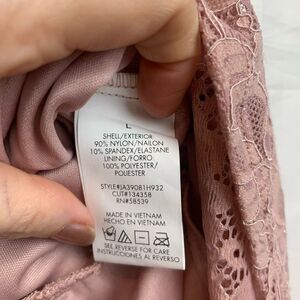 L
SHELL/EXTERIOR
90% NYLON/NAILON
10% SPANDEX/ELASTANE
LINING/FORRO
100% POLYESTER/
POLIESTER
STYLE#JA39081H932
CUT#134358
RN#58539
MADE IN VIETNAM
HECHO EN VIETNAM
SEE REVERSE FOR CARE
INSTRUCCIONES AL REVERSO